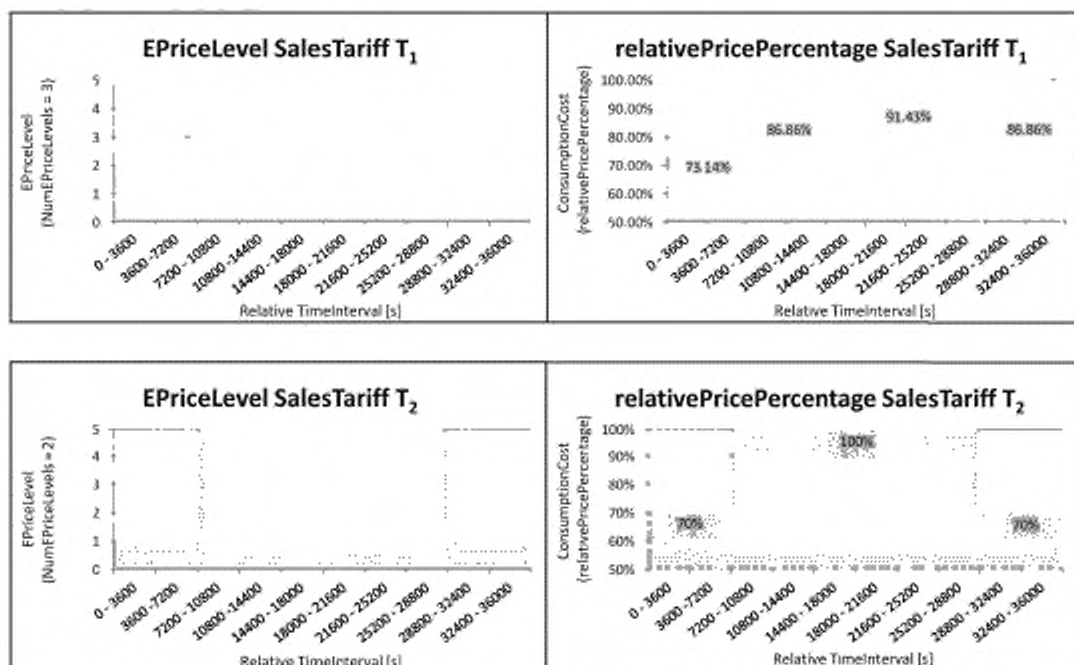 EPriceLevel SalesTariff T1
EPriceLevel
(NumEPriceLevels = 3)
5
4
3
2
1
0
0 - 3600
3600 -7200
7200 - 10800
10800 -14400
14400 - 18000
18000 - 21600
21600 - 25200
25200 - 28800
28800 - 32400
32400 - 36000
Relative TimeInterval [s]
relativePricePercentage SalesTariff T1
ConsumptionCost
(relativePricePercentage)
100.00%
90.00%
80.00%
70.00%
60.00%
50.00%
73.14%
86.86%
91.43%
86.86%
0 - 3600
3600 -7200
7200 - 10800
10800 -14400
14400 - 18000
18000 - 21600
21600 - 25200
25200 - 28800
28800 - 32400
32400 - 36000
Relative TimeInterval [s]
EPriceLevel SalesTariff T2
EPriceLevel
(NumEPriceLevels = 2)
5
4
3
2
1
0
0 - 3600
3600 -7200
7200 - 10800
10800 -14400
14400 - 18000
18000 - 21600
21600 - 25200
25200 - 28800
28800 - 32400
32400 - 36000
Relative TimeInterval [s]
relativePricePercentage SalesTariff T2
ConsumptionCost
(relativePricePercentage)
100%
90%
80%
70%
60%
50%
70%
100%
70%
0 - 3600
3600 -7200
7200 - 10800
10800 -14400
14400 - 18000
18000 - 21600
21600 - 25200
25200 - 28800
28800 - 32400
32400 - 36000
Relative TimeInterval [s]